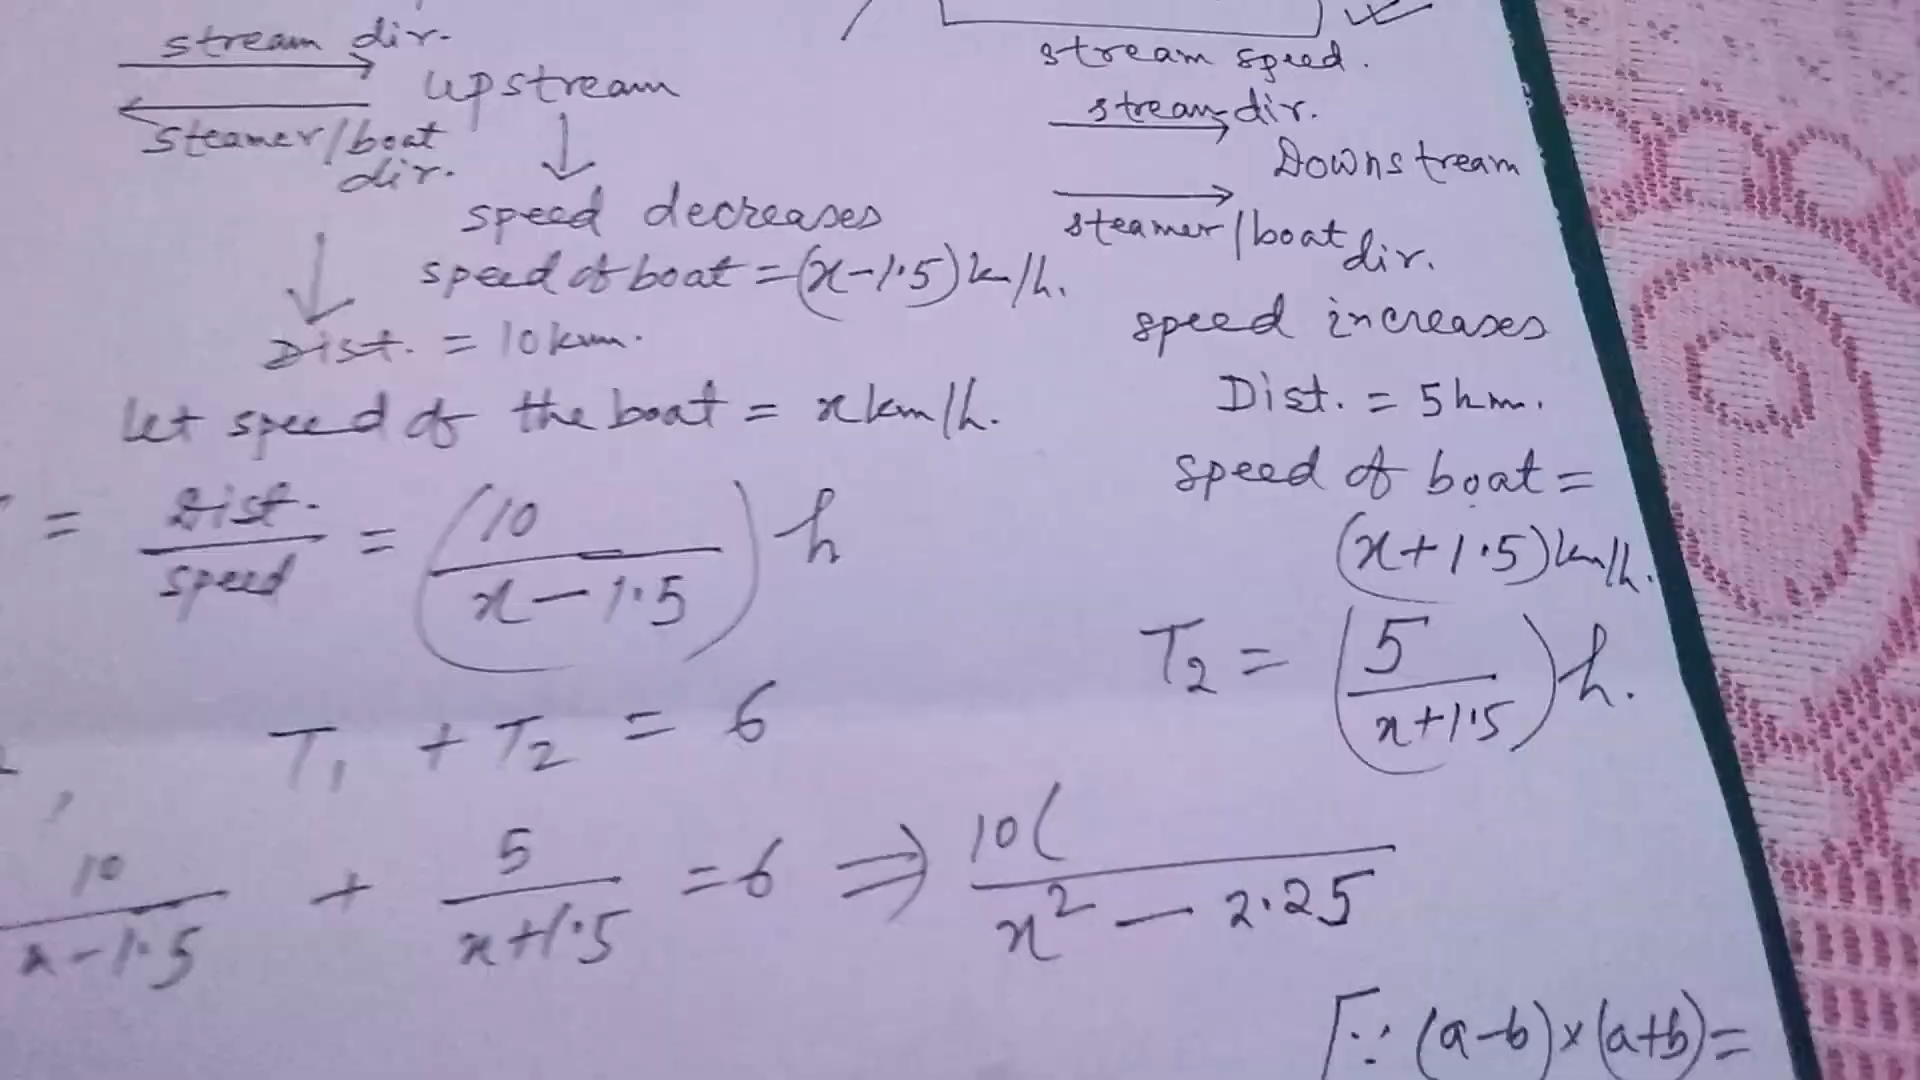 stream dir.
upstream
steamer/boat
dir.
speed decreases
speed of boat = (x-1.5) km/h.
Dist. = 10 km.
let speed of the boat = x km/h.
= Dist./speed = (10/(x-1.5)) h
T₁ + T₂ = 6
10/(x-1.5) + 5/(x+1.5) = 6 ⇒ 10(/(x² - 2.25)
stream speed.
stream dir.
Downstream
steamer/boat dir.
speed increases
Dist. = 5 km.
speed of boat =
(x+1.5) km/h.
T₂ = (5/(x+1.5)) h.
[∵ (a-b)×(a+b)=